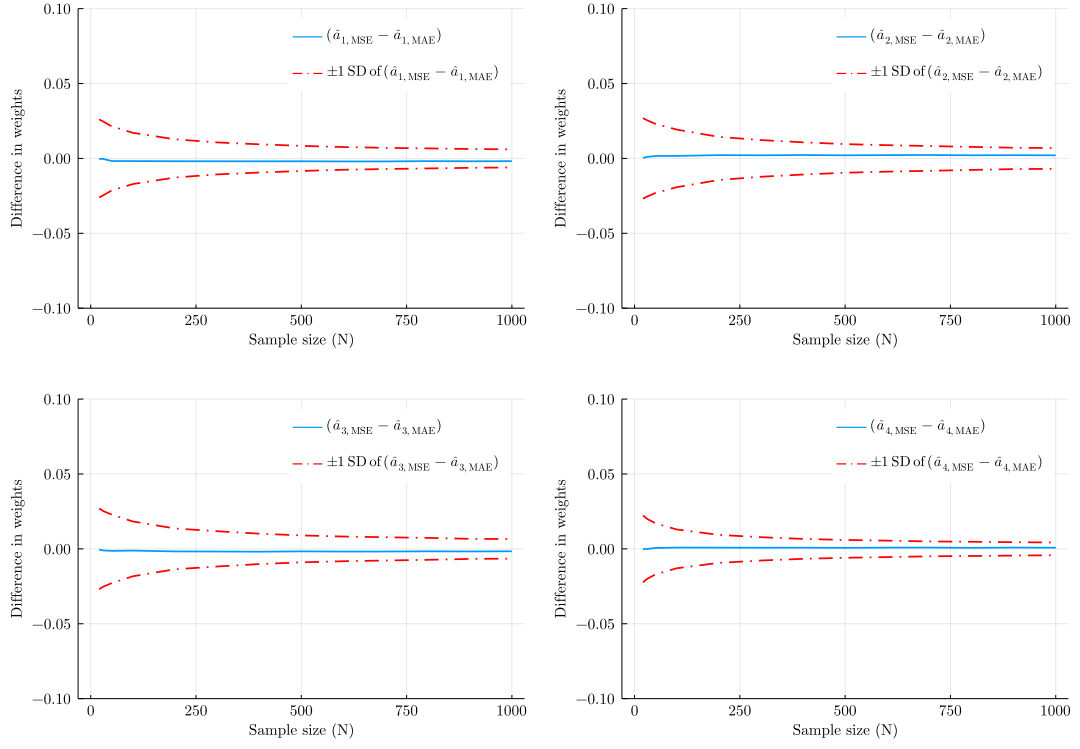 0.10
0.05
0.00
−0.05
−0.10
Difference in weights
0
250
500
750
1000
Sample size (N)
(â₁,MSE − â₁,MAE)
±1 SD of (â₁,MSE − â₁,MAE)
0.10
0.05
0.00
−0.05
−0.10
Difference in weights
0
250
500
750
1000
Sample size (N)
(â₂,MSE − â₂,MAE)
±1 SD of (â₂,MSE − â₂,MAE)
0.10
0.05
0.00
−0.05
−0.10
Difference in weights
0
250
500
750
1000
Sample size (N)
(â₃,MSE − â₃,MAE)
±1 SD of (â₃,MSE − â₃,MAE)
0.10
0.05
0.00
−0.05
−0.10
Difference in weights
0
250
500
750
1000
Sample size (N)
(â₄,MSE − â₄,MAE)
±1 SD of (â₄,MSE − â₄,MAE)